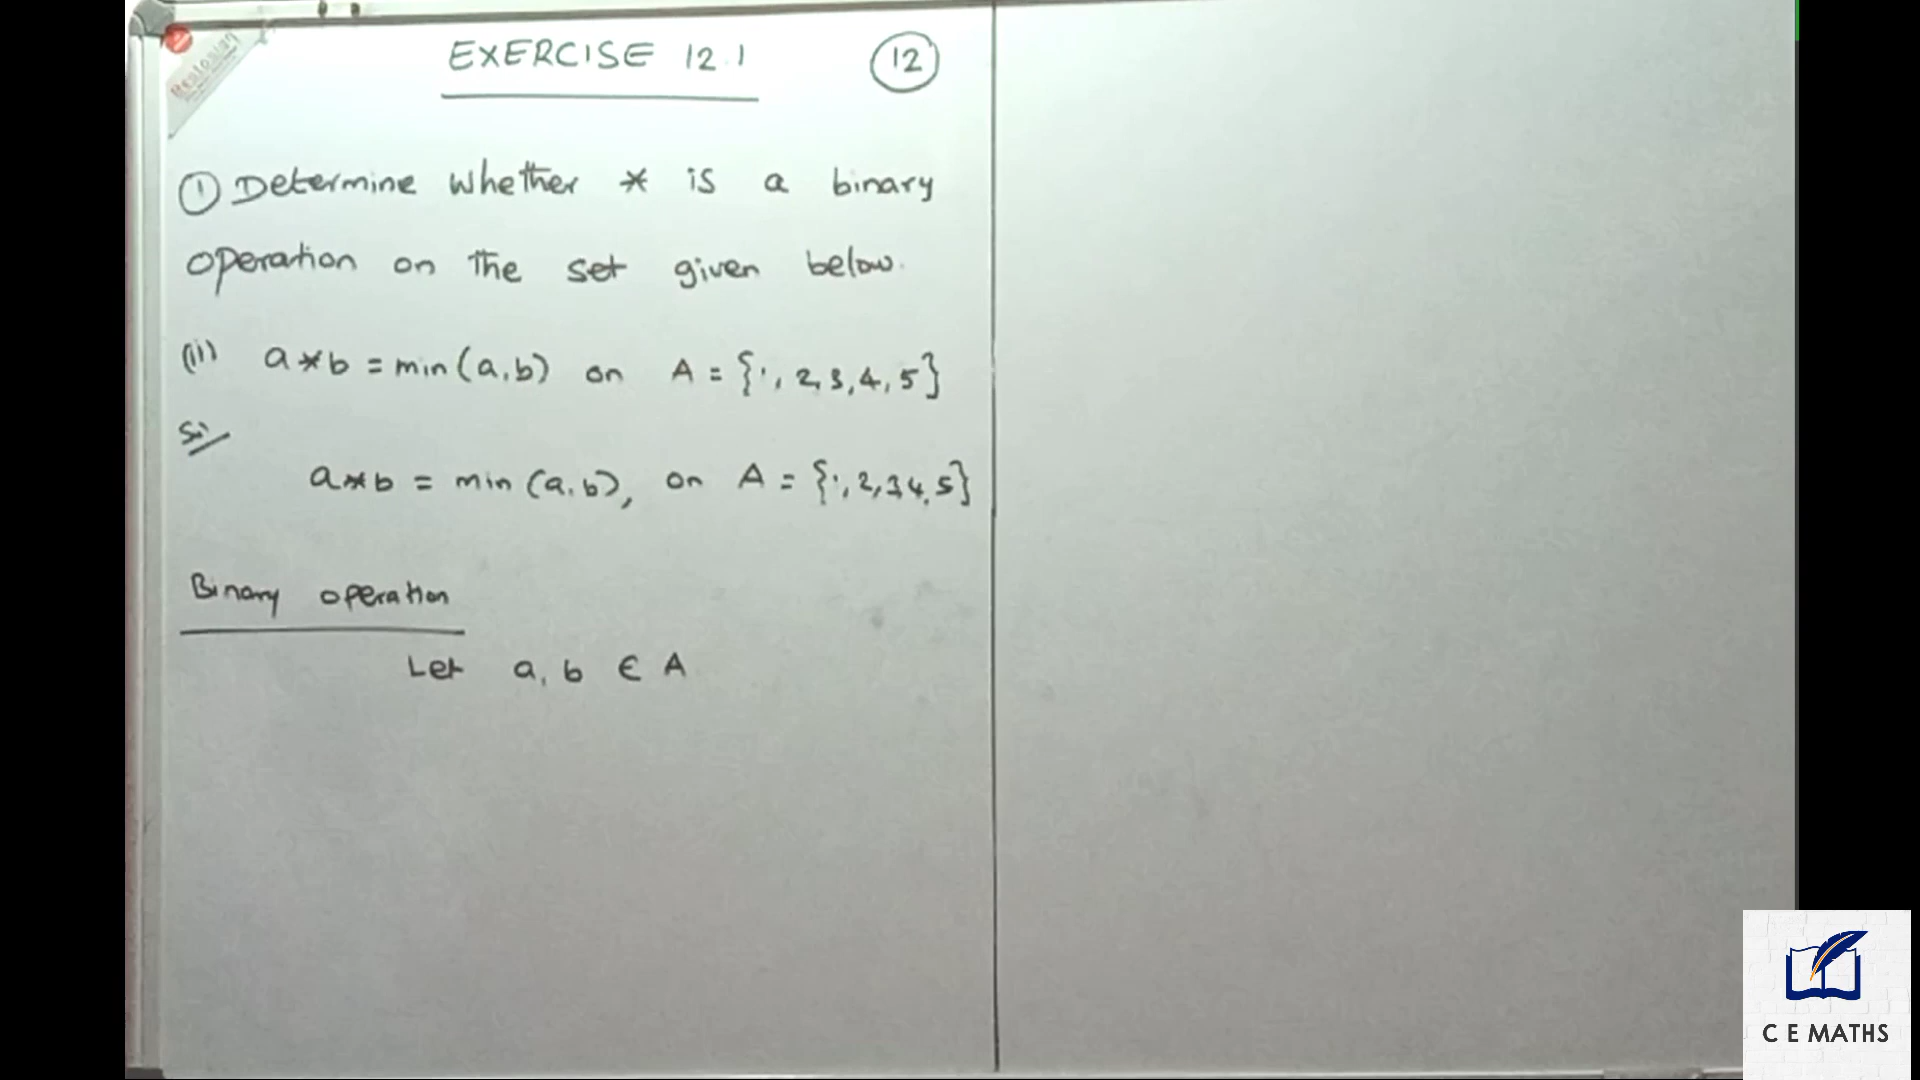 EXERCISE 12.1
12
① Determine whether * is a binary
operation on the set given below.
(ii) a*b = min(a,b) on A = {1, 2, 3, 4, 5}
a*b = min (a,b), on A = {1, 2, 3, 4, 5}
Binary operation
Let a, b ∈ A
C E MATHS